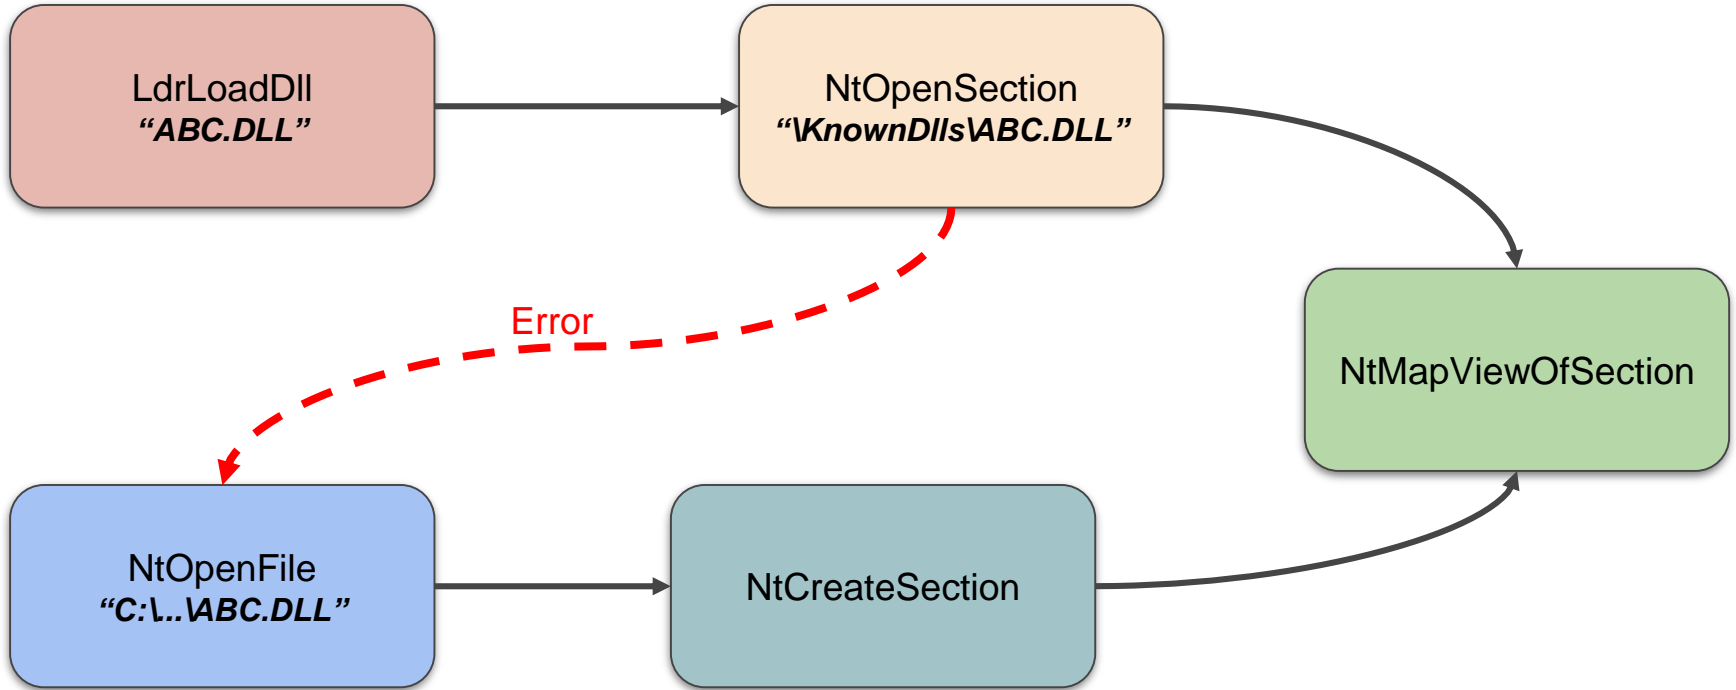 LdrLoadDll
“ABC.DLL”
NtOpenSection
“\KnownDlls\ABC.DLL”
Error
NtMapViewOfSection
NtOpenFile
“C:\...\ABC.DLL”
NtCreateSection